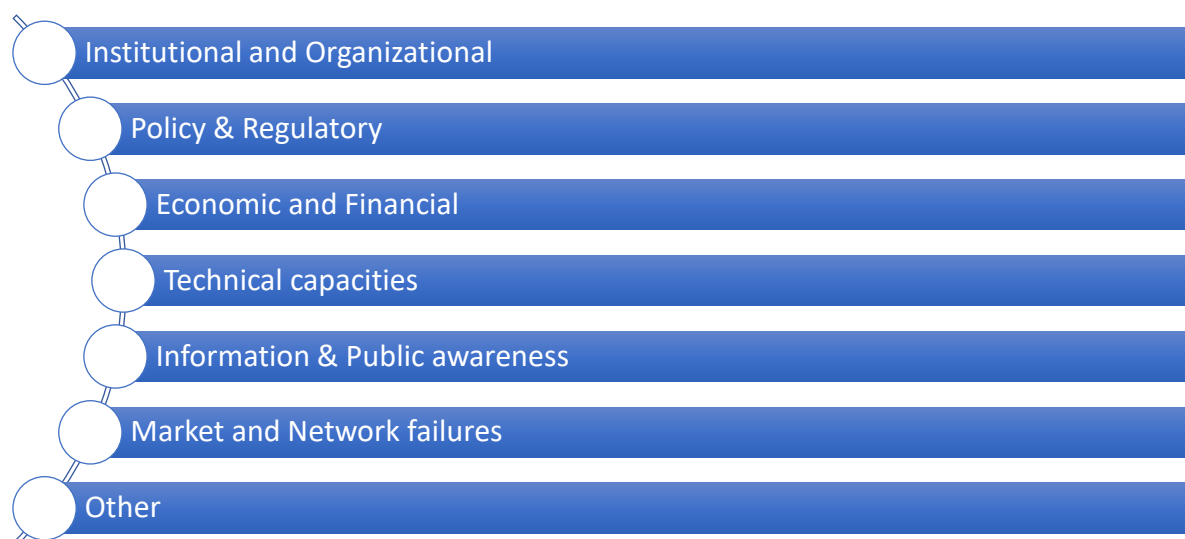 Institutional and Organizational
Policy & Regulatory
Economic and Financial
Technical capacities
Information & Public awareness
Market and Network failures
Other